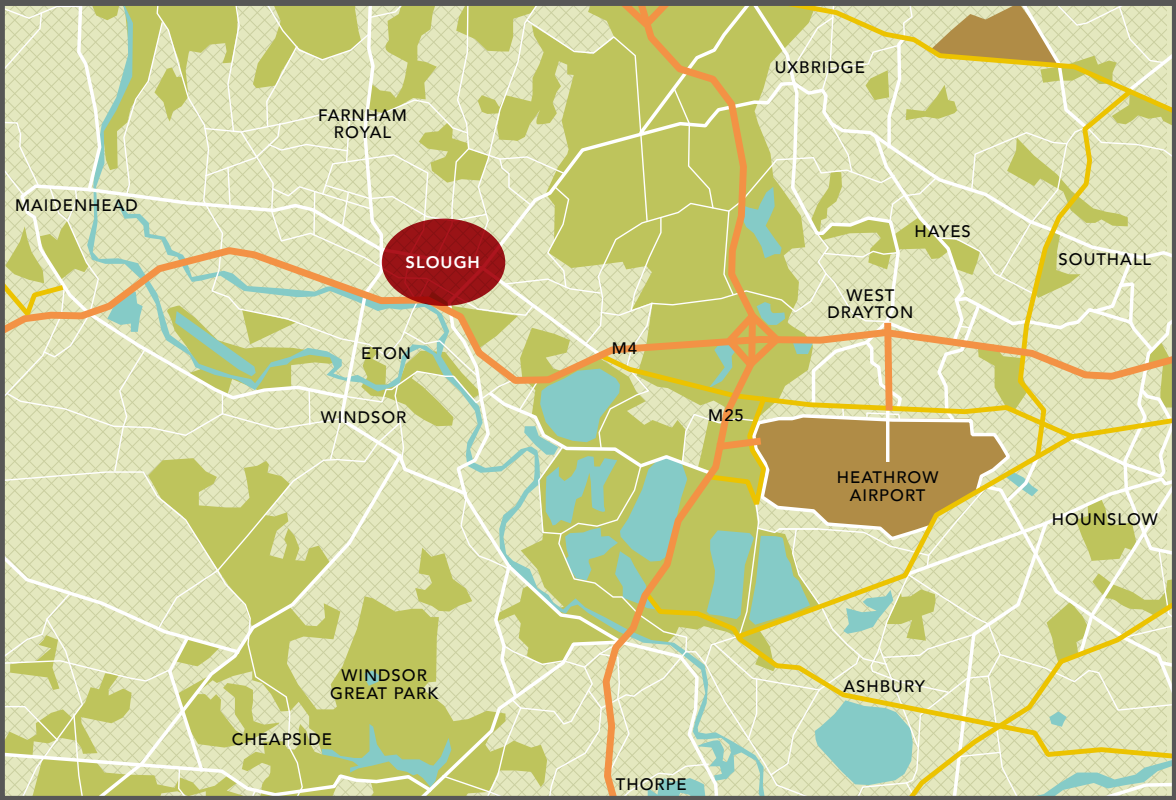 UXBRIDGE
FARNHAM
ROYAL
MAIDENHEAD
HAYES
SLOUGH
SOUTHALL
WEST
DRAYTON
M4
ETON
WINDSOR
M25
HEATHROW
AIRPORT
HOUNSLOW
WINDSOR
GREAT PARK
ASHBURY
CHEAPSIDE
THORPE